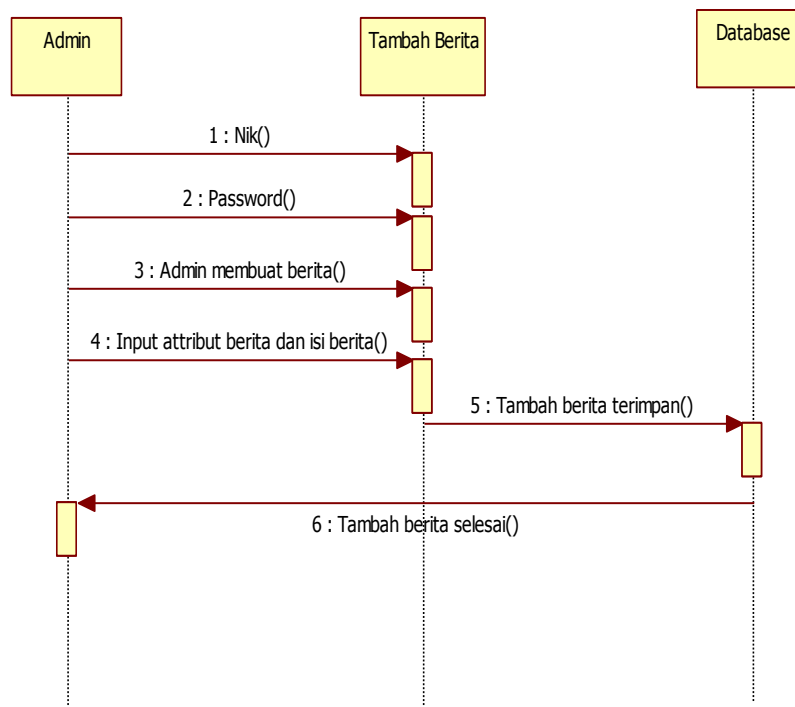 Admin
Tambah Berita
Database
1 : Nik()
2 : Password()
3 : Admin membuat berita()
4 : Input attribut berita dan isi berita()
5 : Tambah berita terimpan()
6 : Tambah berita selesai()